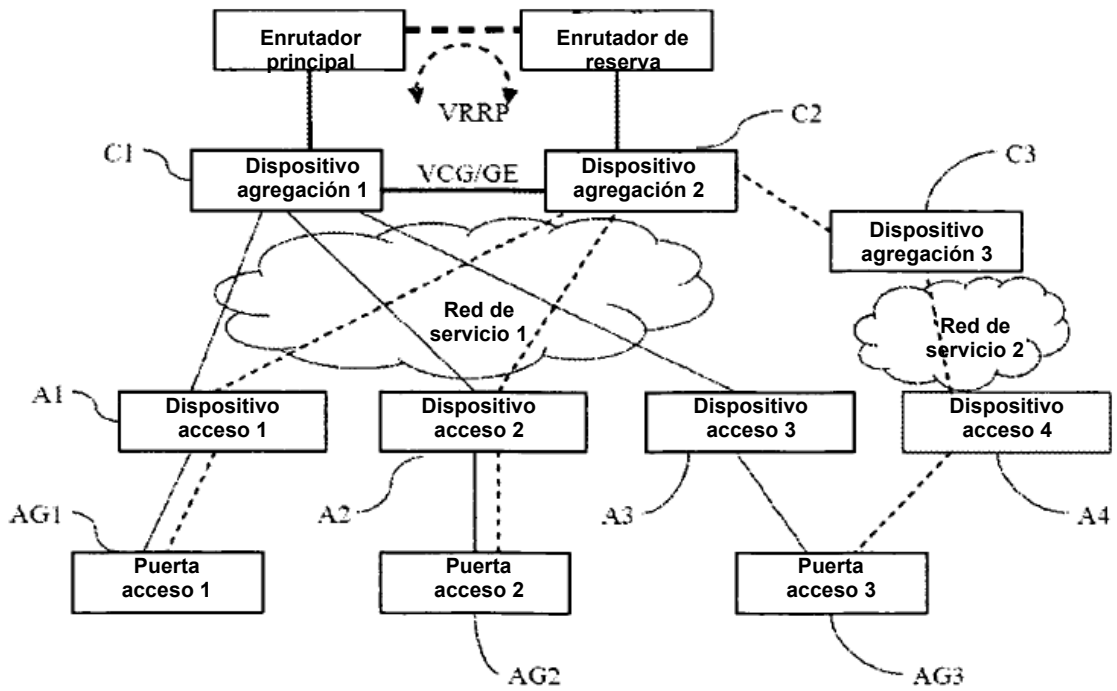 Enrutador principal
Enrutador de reserva
VRRP
C2
C1
Dispositivo agregación 1
VCG/GE
Dispositivo agregación 2
C3
Dispositivo agregación 3
Red de servicio 1
Red de servicio 2
A1
Dispositivo acceso 1
Dispositivo acceso 2
Dispositivo acceso 3
Dispositivo acceso 4
AG1
A2
A3
A4
Puerta acceso 1
Puerta acceso 2
Puerta acceso 3
AG2
AG3